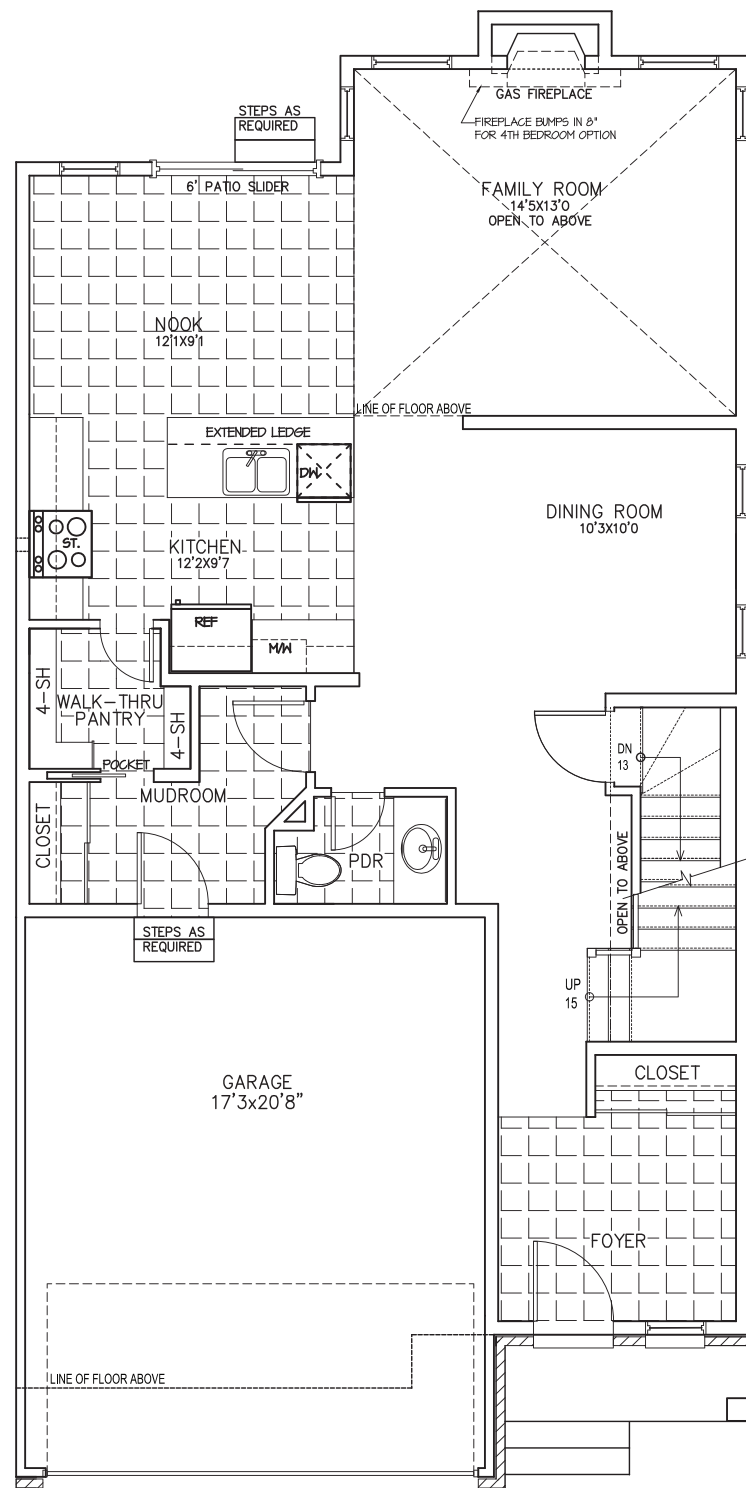 GAS FIREPLACE
FIREPLACE BUMPS IN 8"
FOR 4TH BEDROOM OPTION
STEPS AS
REQUIRED
6' PATIO SLIDER
FAMILY ROOM
14'5X13'0
OPEN TO ABOVE
NOOK
12'1X9'1
LINE OF FLOOR ABOVE
EXTENDED LEDGE
DW
DINING ROOM
10'3X10'0
ST.
KITCHEN
12'2X9'7
REF
M/W
4-SH
WALK-THRU
PANTRY
4-SH
POCKET
MUDROOM
CLOSET
DN
13
PDR
OPEN TO ABOVE
STEPS AS
REQUIRED
UP
15
CLOSET
GARAGE
17'3x20'8"
FOYER
LINE OF FLOOR ABOVE